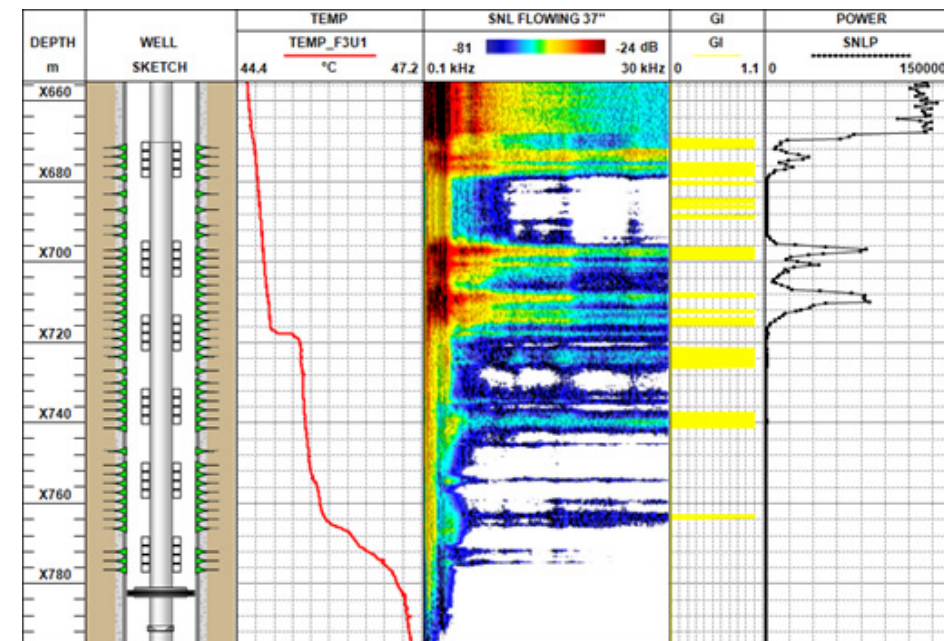 TEMP SNL FLOWING 37" GI POWER
DEPTH WELL TEMP_F3U1 -81 -24 dB GI SNLP
m SKETCH 44.4 °C 47.2 0.1 kHz 30 kHz 0 1.1 0 150000
X660
X680
X700
X720
X740
X760
X780